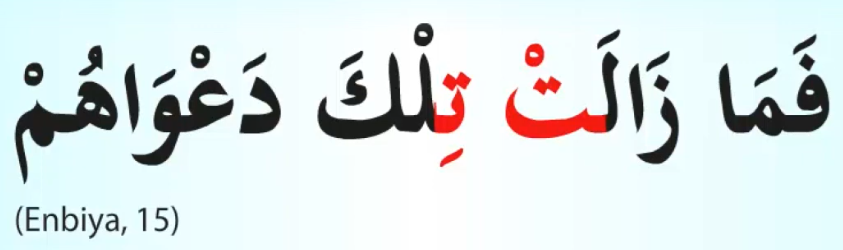 فَمَا زَالَتْ تِلْكَ دَعْوَاهُمْ
(Enbiya, 15)